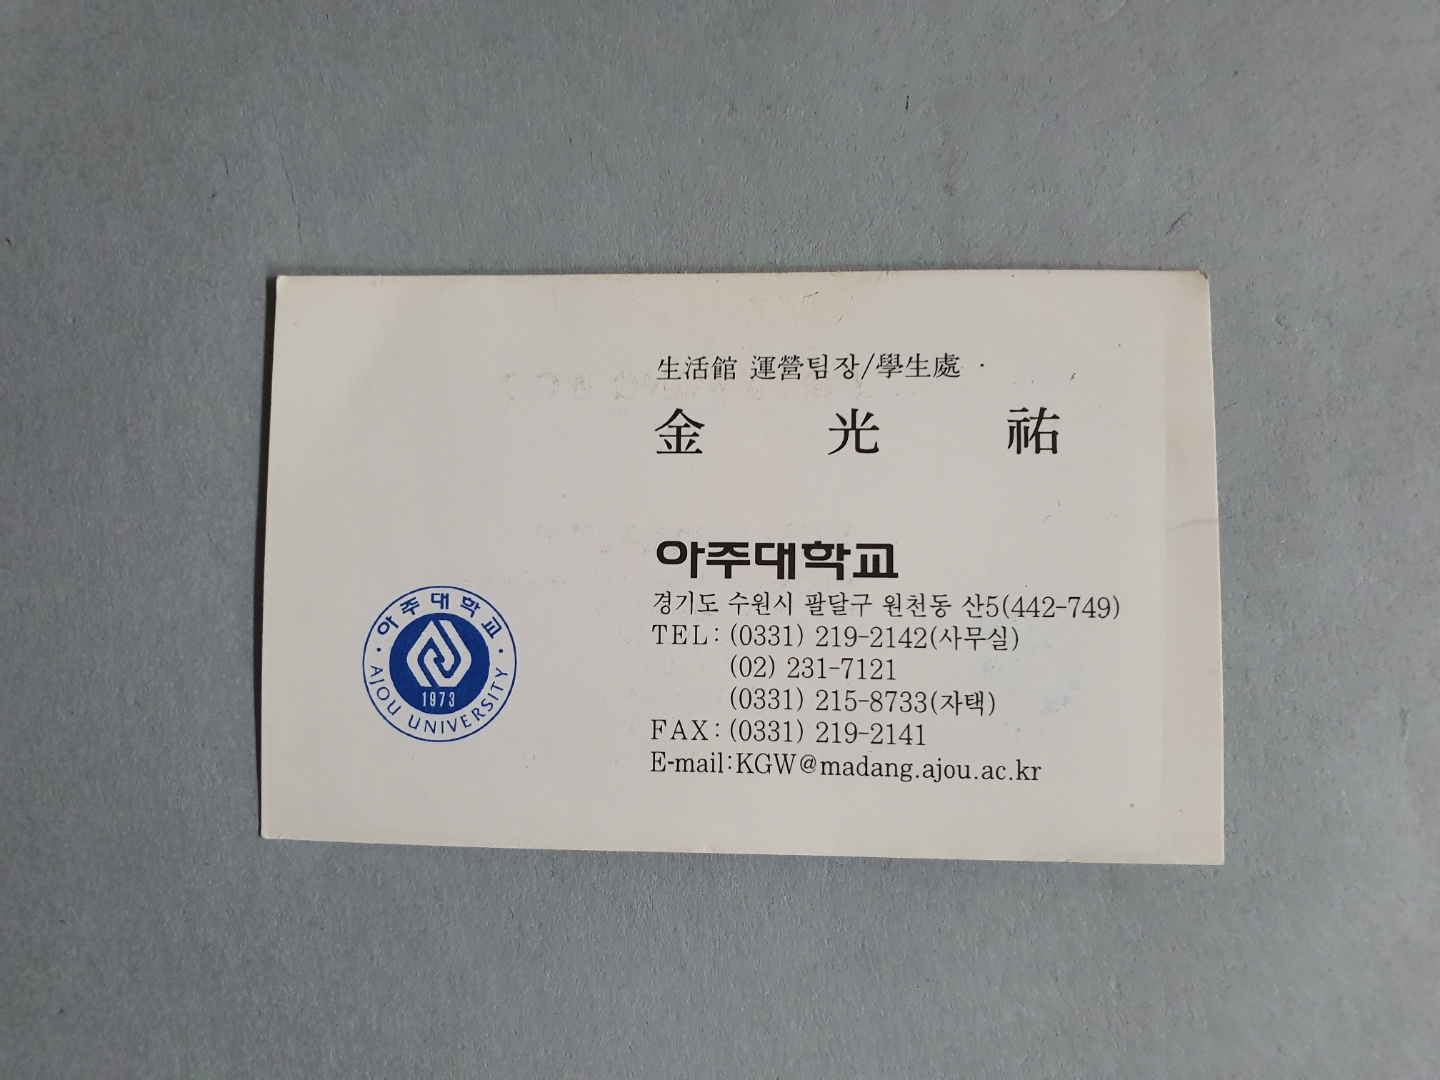 生活館 運營팀장/學生處
金 光 祐
아주대학교
경기도 수원시 팔달구 원천동 산5(442-749)
TEL: (0331) 219-2142(사무실)
(02) 231-7121
(0331) 215-8733(자택)
FAX: (0331) 219-2141
E-mail:KGW@madang.ajou.ac.kr
아주대학교
1973
AJOU UNIVERSITY